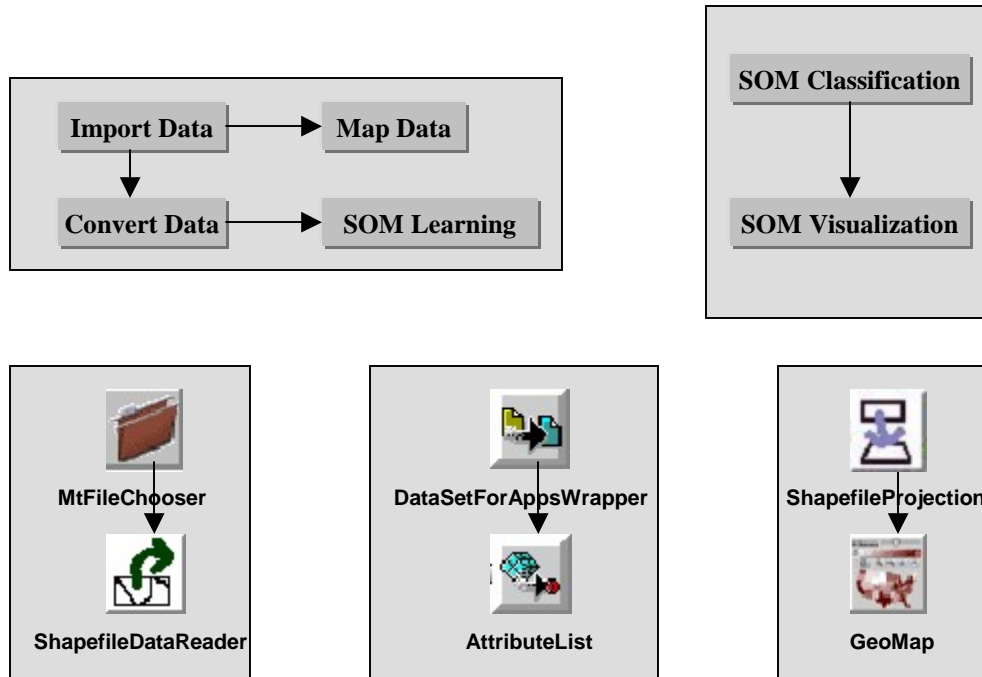 SOM Classification
Import Data
Map Data
Convert Data
SOM Learning
SOM Visualization
MtFileChooser
DataSetForAppsWrapper
ShapefileProjection
ShapefileDataReader
AttributeList
GeoMap